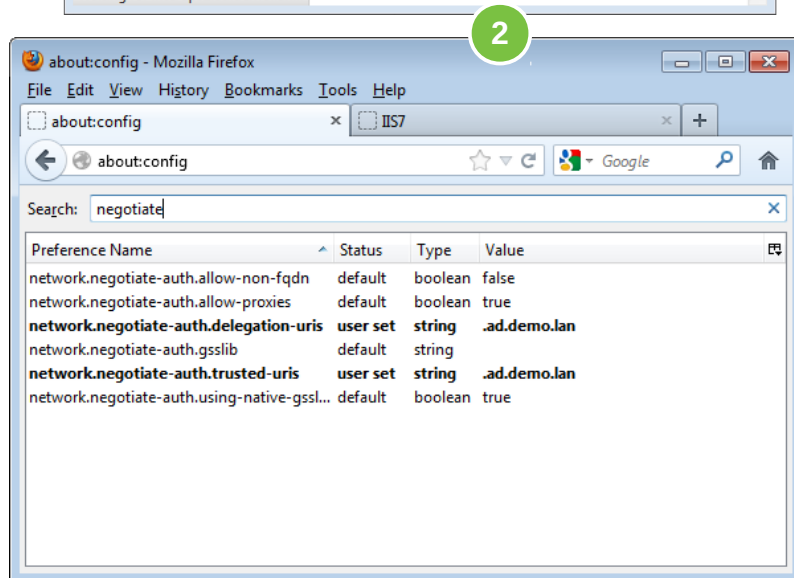 2
about:config - Mozilla Firefox
File Edit View History Bookmarks Tools Help
about:config IIS7
about:config Google
Search: negotiate
Preference Name Status Type Value
network.negotiate-auth.allow-non-fqdn default boolean false
network.negotiate-auth.allow-proxies default boolean true
network.negotiate-auth.delegation-uris user set string .ad.demo.lan
network.negotiate-auth.gsslib default string
network.negotiate-auth.trusted-uris user set string .ad.demo.lan
network.negotiate-auth.using-native-gssl... default boolean true